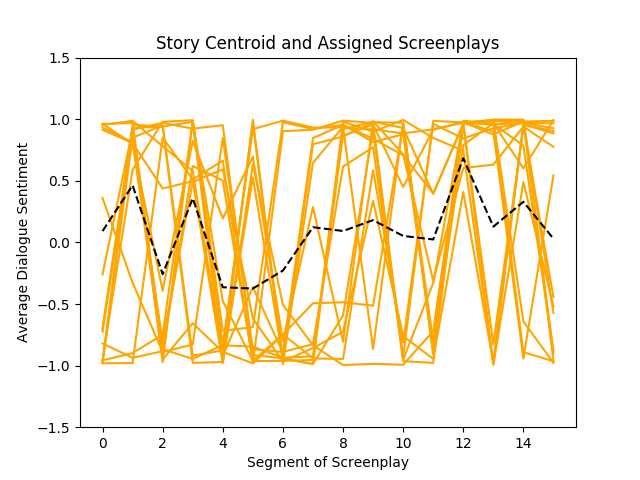 Story Centroid and Assigned Screenplays
1.5
1.0
0.5
0.0
−0.5
−1.0
−1.5
Average Dialogue Sentiment
0 2 4 6 8 10 12 14
Segment of Screenplay